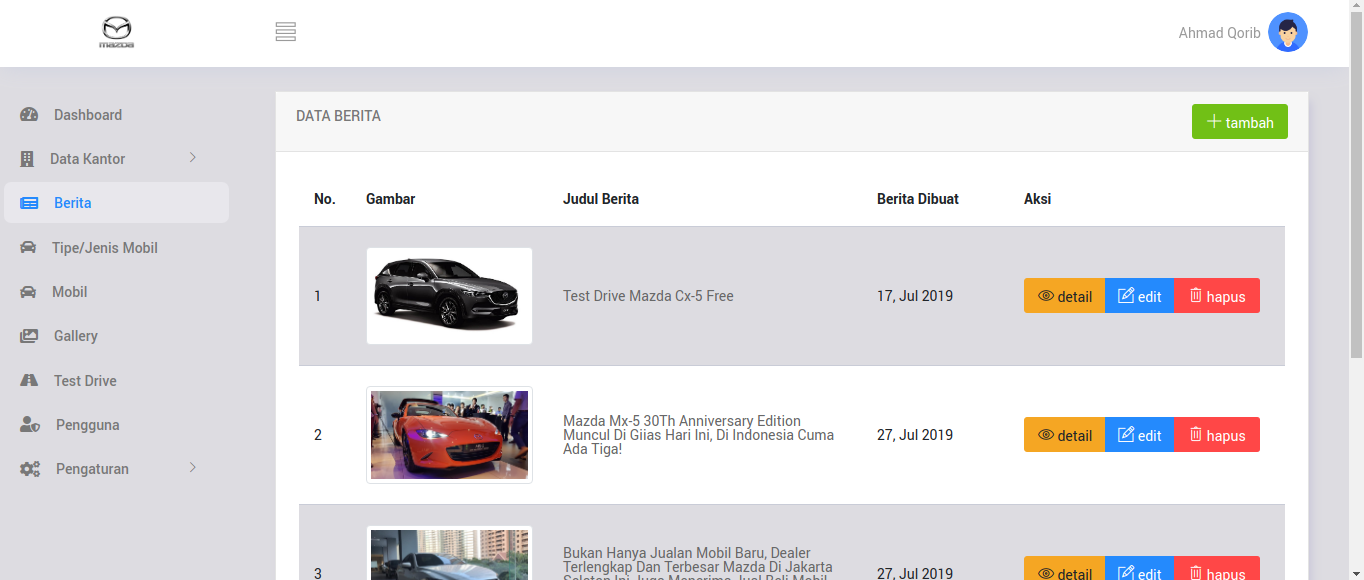 mazda
Ahmad Qorib
Dashboard
Data Kantor
Berita
Tipe/Jenis Mobil
Mobil
Gallery
Test Drive
Pengguna
Pengaturan
DATA BERITA
tambah
No. Gambar Judul Berita Berita Dibuat Aksi
1 Test Drive Mazda Cx-5 Free 17, Jul 2019 detail edit hapus
Mazda Mx-5 30Th Anniversary Edition
2 Muncul Di Giias Hari Ini, Di Indonesia Cuma 27, Jul 2019 detail edit hapus
Ada Tiga!
Bukan Hanya Jualan Mobil Baru, Dealer
Terlengkap Dan Terbesar Mazda Di Jakarta
3 Selatan Ini Juga Menerima Jual Beli Mobil 27, Jul 2019 detail edit hapus